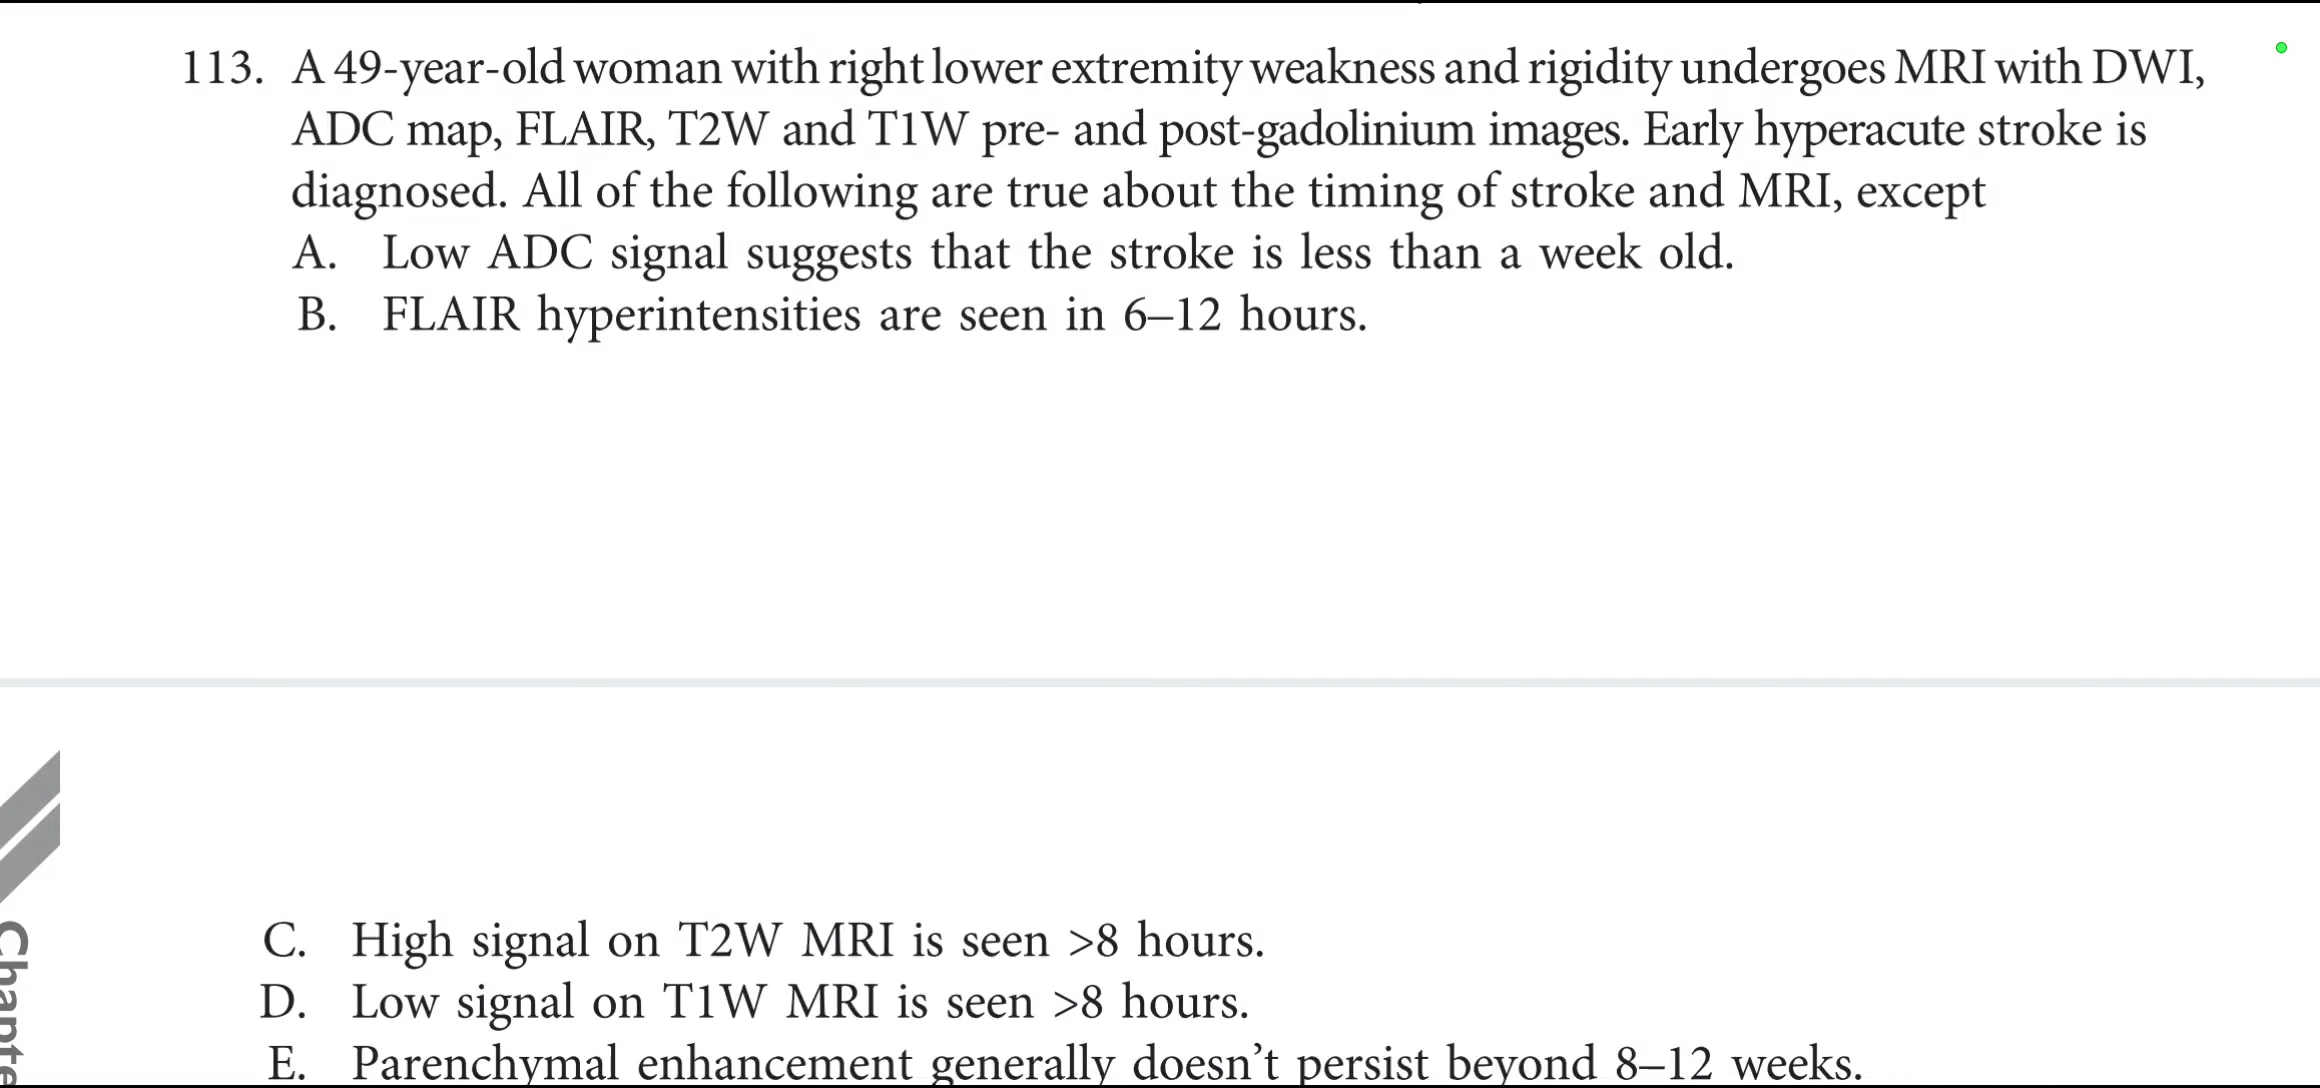 113. A 49-year-old woman with right lower extremity weakness and rigidity undergoes MRI with DWI,
ADC map, FLAIR, T2W and T1W pre- and post-gadolinium images. Early hyperacute stroke is
diagnosed. All of the following are true about the timing of stroke and MRI, except
A. Low ADC signal suggests that the stroke is less than a week old.
B. FLAIR hyperintensities are seen in 6–12 hours.
C. High signal on T2W MRI is seen >8 hours.
D. Low signal on T1W MRI is seen >8 hours.
E. Parenchymal enhancement generally doesn’t persist beyond 8–12 weeks.